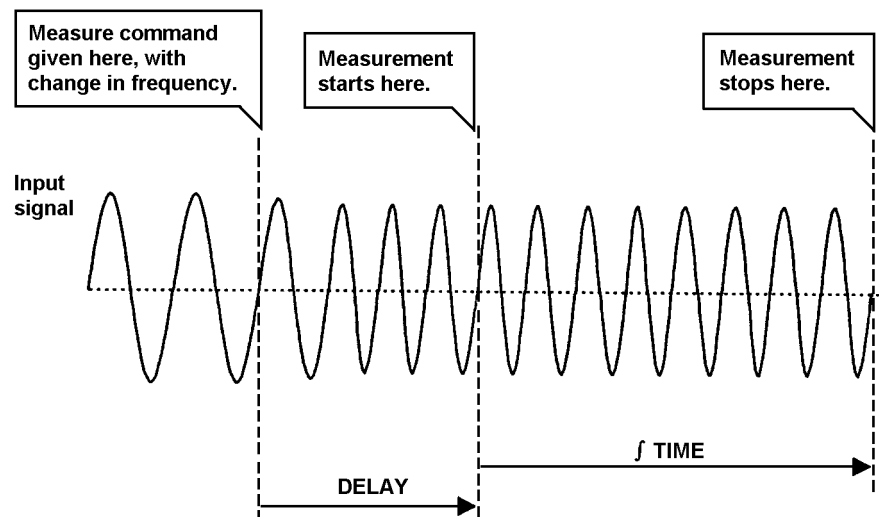 Measure command
given here, with
change in frequency.
Measurement
starts here.
Measurement
stops here.
Input
signal
∫ TIME
DELAY